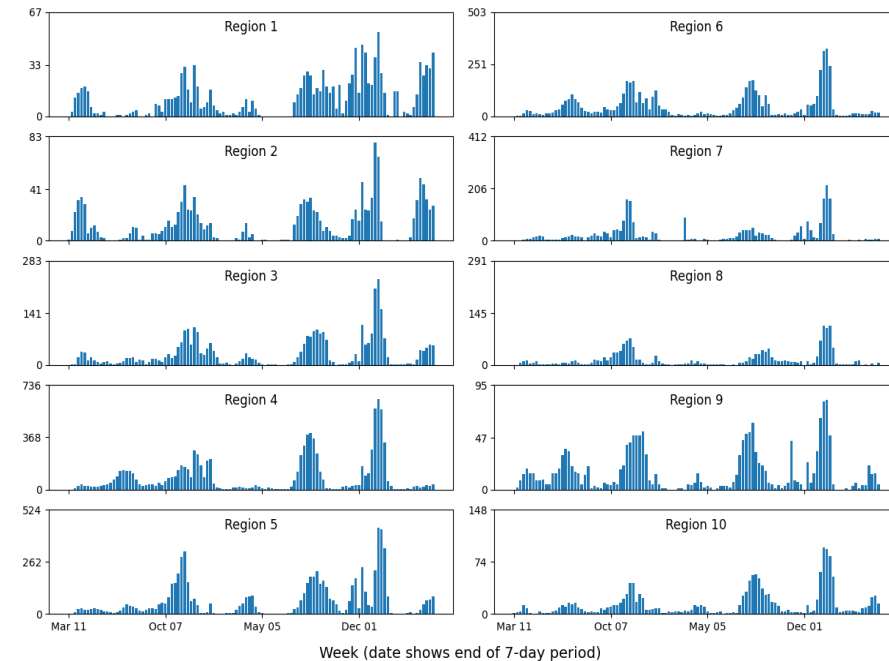 67
33
0
Region 1
503
251
0
Region 6
83
41
0
Region 2
412
206
0
Region 7
283
141
0
Region 3
291
145
0
Region 8
736
368
0
Region 4
95
47
0
Region 9
524
262
0
Region 5
148
74
0
Region 10
Mar 11 Oct 07 May 05 Dec 01
Mar 11 Oct 07 May 05 Dec 01
Week (date shows end of 7-day period)